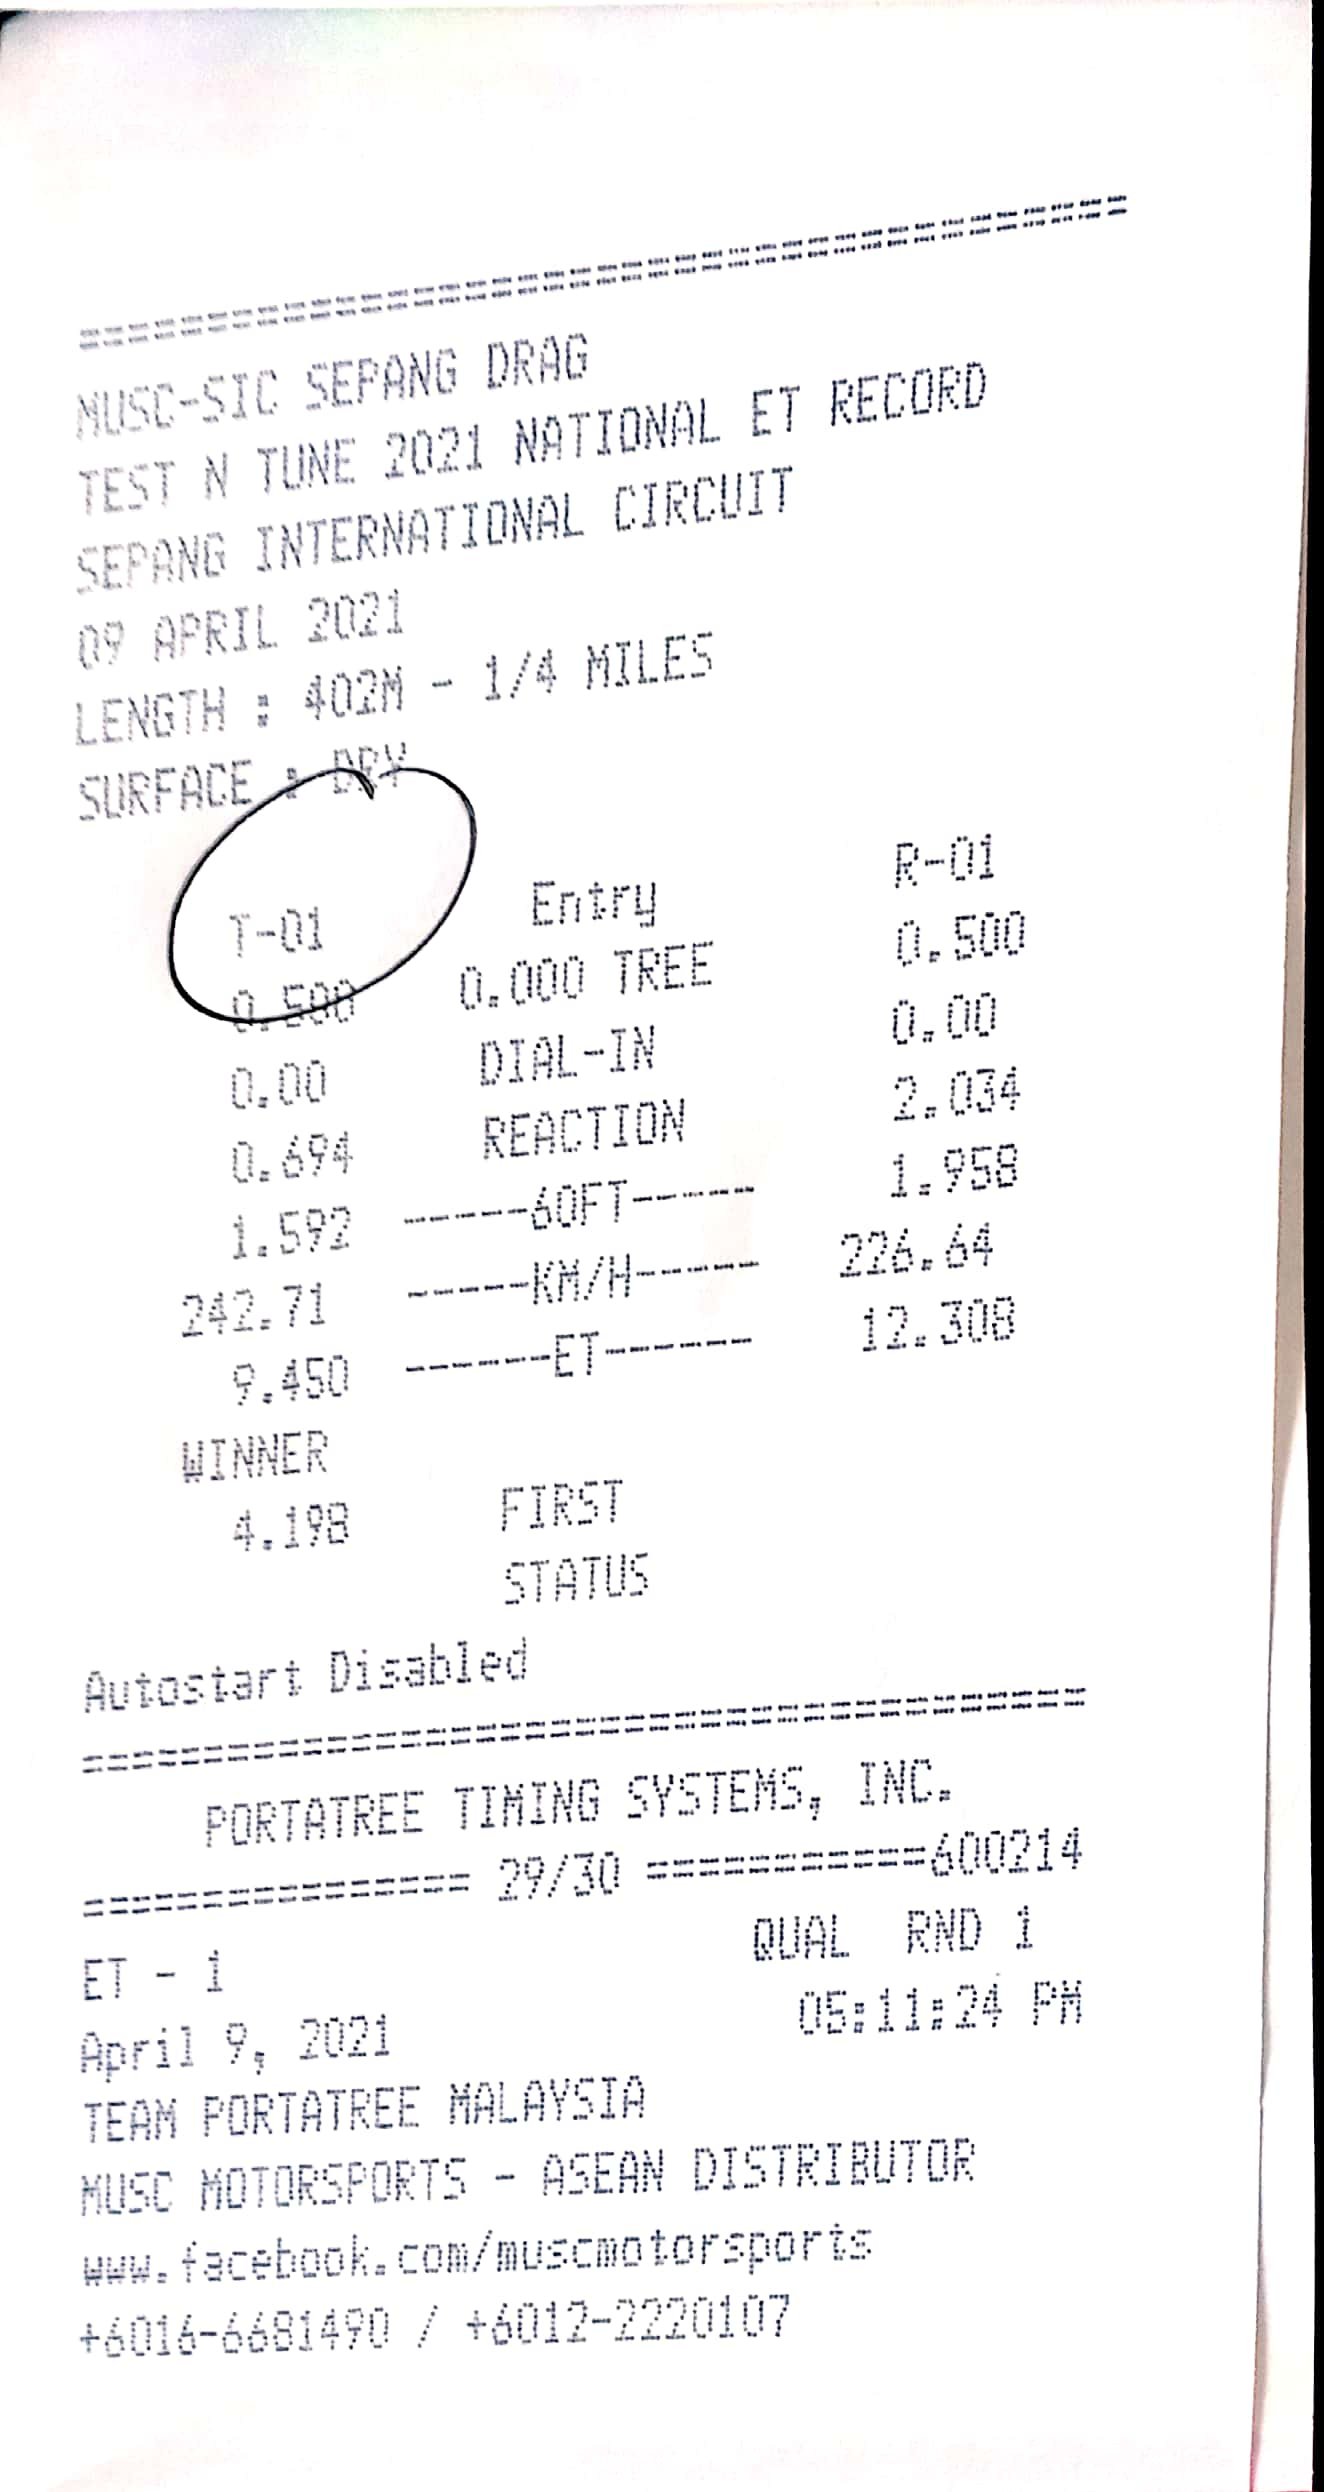 MUSC-SIC SEPANG DRAG
TEST N TUNE 2021 NATIONAL ET RECORD
SEPANG INTERNATIONAL CIRCUIT
09 APRIL 2021
LENGTH : 402M - 1/4 MILES
SURFACE : DRY
T-01 Entry R-01
0.500 0.000 TREE 0.500
0.00 DIAL-IN 0.00
0.694 REACTION 2.034
1.592 ------60FT------ 1.958
242.71 ------KM/H------ 226.64
9.450 -------ET------- 12.308
WINNER
4.198 FIRST
STATUS
Autostart Disabled
PORTATREE TIMING SYSTEMS, INC.
================ 29/30 ============600214
ET - 1 QUAL RND 1
April 9, 2021 05:11:24 PM
TEAM PORTATREE MALAYSIA
MUSC MOTORSPORTS - ASEAN DISTRIBUTOR
www.facebook.com/muscmotorsports
+6016-6681490 / +6012-2220107